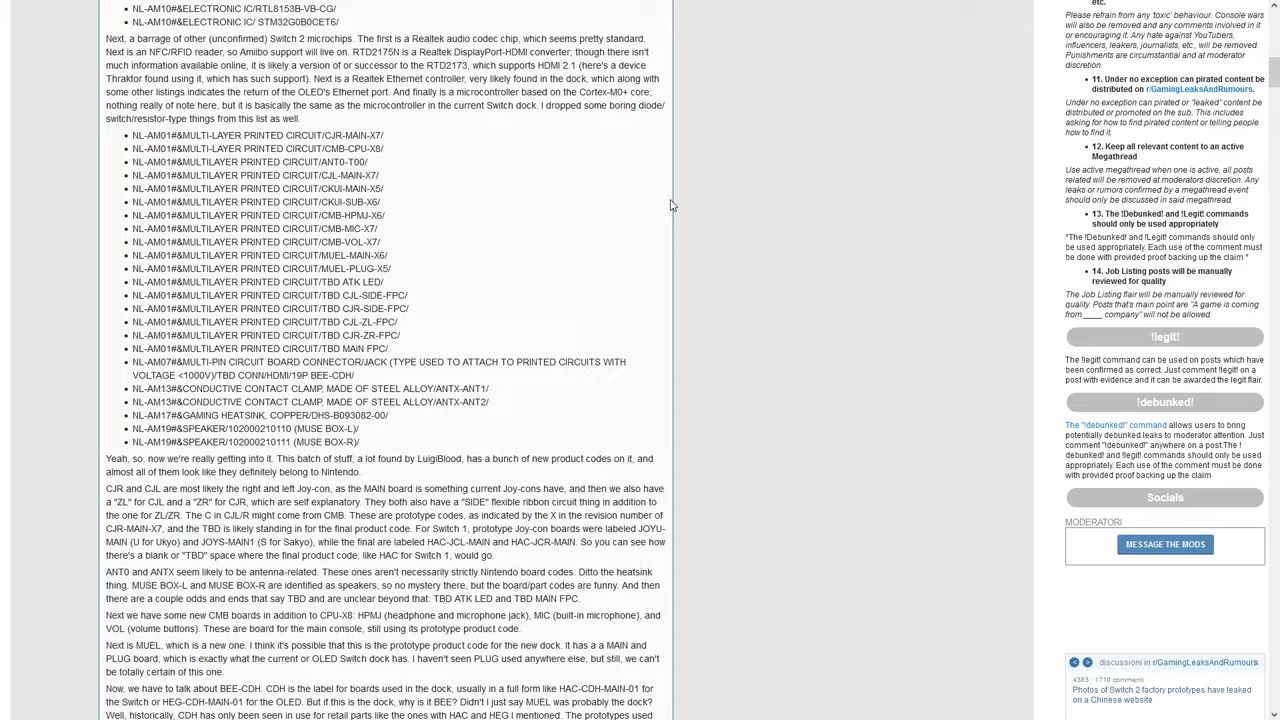 NL-AM10#&ELECTRONIC IC/RTL8153B-VB-CG/
NL-AM10#&ELECTRONIC IC/ STM32G0B0CET6/
Next, a barrage of other (unconfirmed) Switch 2 microchips. The first is a Realtek audio codec chip, which seems pretty standard.
Next is an NFC/RFID reader, so Amiibo support will live on. RTD2175N is a Realtek DisplayPort-HDMI converter; though there isn't
much information available online, it is likely a version of or successor to the RTD2173, which supports HDMI 2.1 (here's a device
Thraktor found using it, which has such support). Next is a Realtek Ethernet controller, very likely found in the dock, which along with
some other listings indicates the return of the OLED's Ethernet port. And finally is a microcontroller based on the Cortex-M0+ core;
nothing really of note here, but it is basically the same as the microcontroller in the current Switch dock. I dropped some boring diode/
switch/resistor-type things from this list as well.
NL-AM01#&MULTI-LAYER PRINTED CIRCUIT/CJR-MAIN-X7/
NL-AM01#&MULTI-LAYER PRINTED CIRCUIT/CMB-CPU-X8/
NL-AM01#&MULTILAYER PRINTED CIRCUIT/ANT0-T00/
NL-AM01#&MULTILAYER PRINTED CIRCUIT/CJL-MAIN-X7/
NL-AM01#&MULTILAYER PRINTED CIRCUIT/CKUI-MAIN-X5/
NL-AM01#&MULTILAYER PRINTED CIRCUIT/CKUI-SUB-X6/
NL-AM01#&MULTILAYER PRINTED CIRCUIT/CMB-HPMJ-X6/
NL-AM01#&MULTILAYER PRINTED CIRCUIT/CMB-MIC-X7/
NL-AM01#&MULTILAYER PRINTED CIRCUIT/CMB-VOL-X7/
NL-AM01#&MULTILAYER PRINTED CIRCUIT/MUEL-MAIN-X6/
NL-AM01#&MULTILAYER PRINTED CIRCUIT/MUEL-PLUG-X5/
NL-AM01#&MULTILAYER PRINTED CIRCUIT/TBD ATK LED/
NL-AM01#&MULTILAYER PRINTED CIRCUIT/TBD CJL-SIDE-FPC/
NL-AM01#&MULTILAYER PRINTED CIRCUIT/TBD CJR-SIDE-FPC/
NL-AM01#&MULTILAYER PRINTED CIRCUIT/TBD CJL-ZL-FPC/
NL-AM01#&MULTILAYER PRINTED CIRCUIT/TBD CJR-ZR-FPC/
NL-AM01#&MULTILAYER PRINTED CIRCUIT/TBD MAIN FPC/
NL-AM07#&MULTI-PIN CIRCUIT BOARD CONNECTOR/JACK (TYPE USED TO ATTACH TO PRINTED CIRCUITS WITH
VOLTAGE <1000V)/TBD CONN/HDMI/19P BEE-CDH/
NL-AM13#&CONDUCTIVE CONTACT CLAMP, MADE OF STEEL ALLOY/ANTX-ANT1/
NL-AM13#&CONDUCTIVE CONTACT CLAMP, MADE OF STEEL ALLOY/ANTX-ANT2/
NL-AM17#&GAMING HEATSINK, COPPER/DHS-B093082-00/
NL-AM19#&SPEAKER/102000210110 (MUSE BOX-L)/
NL-AM19#&SPEAKER/102000210111 (MUSE BOX-R)/
Yeah, so, now we're really getting into it. This batch of stuff, a lot found by LuigiBlood, has a bunch of new product codes on it, and
almost all of them look like they definitely belong to Nintendo.
CJR and CJL are most likely the right and left Joy-con, as the MAIN board is something current Joy-cons have, and then we also have
a "ZL" for CJL and a "ZR" for CJR, which are self explanatory. They both also have a "SIDE" flexible ribbon circuit thing in addition to
the one for ZL/ZR. The C in CJL/R might come from CMB. These are prototype codes, as indicated by the X in the revision number of
CJR-MAIN-X7, and the TBD is likely standing in for the final product code. For Switch 1, prototype Joy-con boards were labeled JOYU-
MAIN (U for Ukyo) and JOYS-MAIN1 (S for Sakyo), while the final are labeled HAC-JCL-MAIN and HAC-JCR-MAIN. So you can see how
there's a blank or "TBD" space where the final product code, like HAC for Switch 1, would go.
ANT0 and ANTX seem likely to be antenna-related. These ones aren't necessarily strictly Nintendo board codes. Ditto the heatsink
thing. MUSE BOX-L and MUSE BOX-R are identified as speakers, so no mystery there, but the board/part codes are funny. And then
there are a couple odds and ends that say TBD and are unclear beyond that: TBD ATK LED and TBD MAIN FPC.
Next we have some new CMB boards in addition to CPU-X8: HPMJ (headphone and microphone jack), MIC (built-in microphone), and
VOL (volume buttons). These are board for the main console, still using its prototype product code.
Next is MUEL, which is a new one. I think it's possible that this is the prototype product code for the new dock. It has a a MAIN and
PLUG board, which is exactly what the current or OLED Switch dock has. I haven't seen PLUG used anywhere else, but still, we can't
be totally certain of this one.
Now, we have to talk about BEE-CDH. CDH is the label for boards used in the dock, usually in a full form like HAC-CDH-MAIN-01 for
the Switch or HEG-CDH-MAIN-01 for the OLED. But if this is the dock, why is it BEE? Didn't I just say MUEL was probably the dock?
Well, historically, CDH has only been seen in use for retail parts like the ones with HAC and HEG I mentioned. The prototypes used
etc.
Please refrain from any 'toxic' behaviour. Console wars
will also be removed and any comments involved in it
or encouraging it. Any hate against YouTubers,
influencers, leakers, journalists, etc., will be removed.
Punishments are circumstantial and at moderator
discretion.
11. Under no exception can pirated content be
distributed on r/GamingLeaksAndRumours.
Under no exception can pirated or "leaked" content be
distributed or promoted on the sub. This includes
asking for how to find pirated content or telling people
how to find it.
12. Keep all relevant content to an active
Megathread
Use active megathread when one is active, all posts
related will be removed at moderators discretion. Any
leaks or rumors confirmed by a megathread event
should only be discussed in said megathread.
13. The !Debunked! and !Legit! commands
should only be used appropriately
*The !Debunked! and !Legit! commands should only
be used appropriately. Each use of the comment must
be done with provided proof backing up the claim *
14. Job Listing posts will be manually
reviewed for quality
The Job Listing flair will be manually reviewed for
quality. Posts that's main point are "A game is coming
from ____ company" will not be allowed.
!legit!
The !legit! command can be used on posts which have
been confirmed as correct. Just comment !legit! on a
post with evidence and it can be awarded the legit flair.
!debunked!
The "!debunked!" command allows users to bring
potentially debunked leaks to moderator attention. Just
comment "!debunked!" anywhere on a post.The !
debunked! and !legit! commands should only be used
appropriately. Each use of the comment must be done
with provided proof backing up the claim
Socials
MODERATORI
MESSAGE THE MODS
discussioni in r/GamingLeaksAndRumours
4383 · 1710 commenti
Photos of Switch 2 factory prototypes have leaked
on a Chinese website